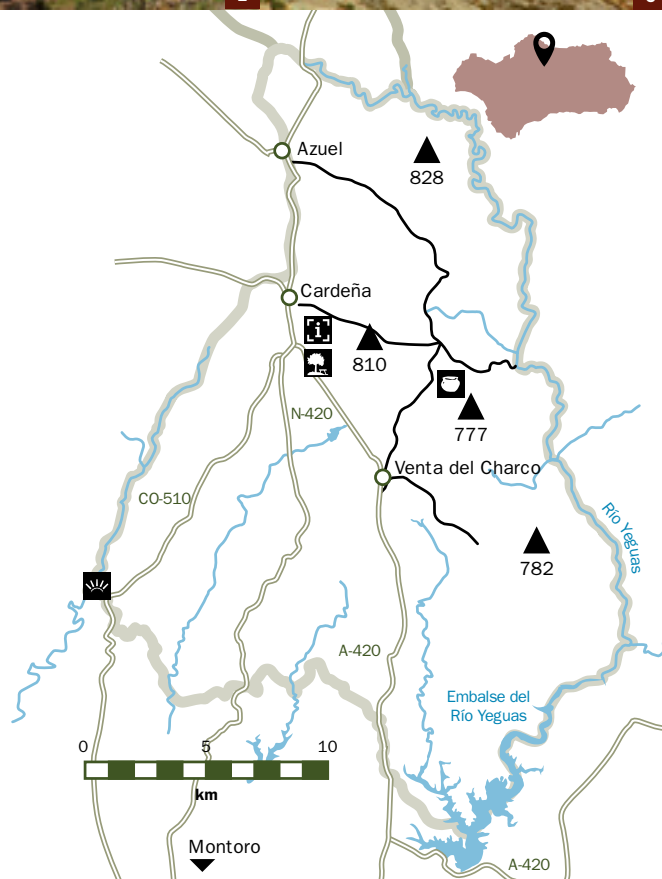 Azuel
828
Cardeña
i
810
777
N-420
Venta del Charco
CO-510
Río Yeguas
782
A-420
Embalse del
Río Yeguas
0 5 10
km
Montoro
A-420